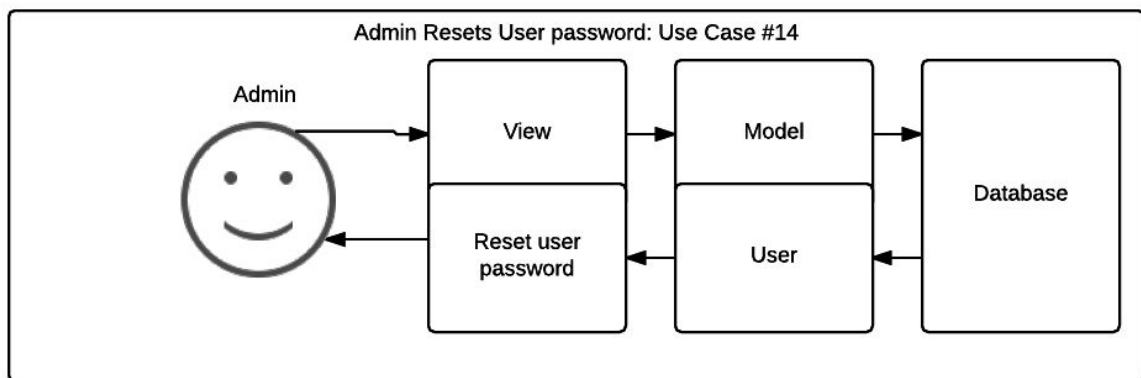 Admin Resets User password: Use Case #14
Admin
View
Model
Database
Reset user
password
User